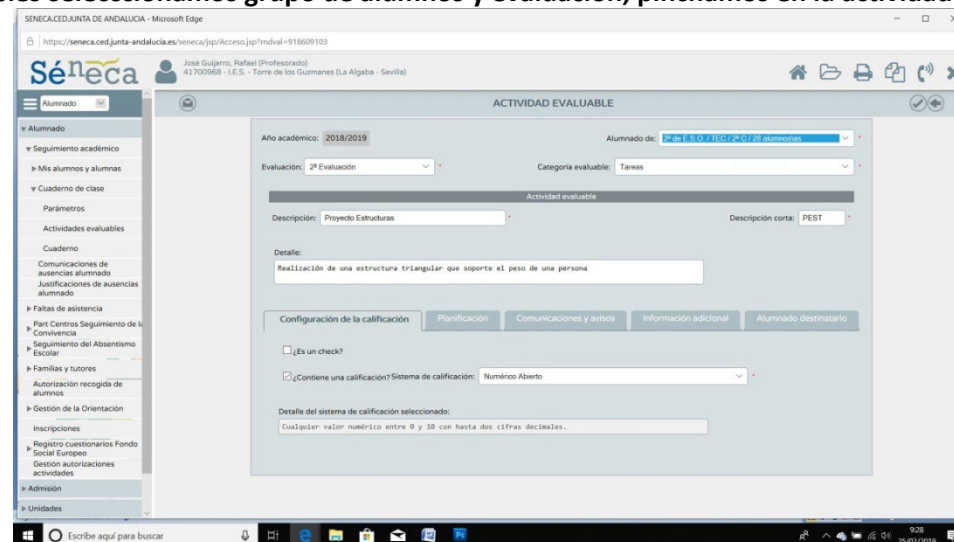 seleccionamos grupo de alumnos y evaluación, pinchamos en la actividad
SENECA.CED.JUNTA DE ANDALUCIA - Microsoft Edge
https://seneca.ced.junta-andalucia.es/seneca/jsp/Acceso.jsp?rndval=918609103
Séneca
José Guijarro, Rafael (Profesorado)
41700968 - I.E.S. - Torre de los Guzmanes (La Algaba - Sevilla)
Alumnado
ACTIVIDAD EVALUABLE
Alumnado
Seguimiento académico
Mis alumnos y alumnas
Cuaderno de clase
Parámetros
Actividades evaluables
Cuaderno
Comunicaciones de
ausencias alumnado
Justificaciones de ausencias
alumnado
Faltas de asistencia
Part Centros Seguimiento de la
Convivencia
Seguimiento del Absentismo
Escolar
Familias y tutores
Autorización recogida de
alumnos
Gestión de la Orientación
Inscripciones
Registro cuestionarios Fondo
Social Europeo
Gestión autorizaciones
actividades
Admisión
Unidades
Año académico: 2018/2019 Alumnado de: 2º de E.S.O. / TEC / 2º C / 28 alumnos\as *
Evaluación: 2ª Evaluación * Categoría evaluable: Tareas *
Actividad evaluable
Descripción: Proyecto Estructuras * Descripción corta: PEST *
Detalle:
Realización de una estructura triangular que soporte el peso de una persona
Configuración de la calificación Planificación Comunicaciones y avisos Información adicional Alumnado destinatario
¿Es un check?
¿Contiene una calificación? Sistema de calificación: Numérico Abierto *
Detalle del sistema de calificación seleccionado:
Cualquier valor numérico entre 0 y 10 con hasta dos cifras decimales.
Escribe aquí para buscar
9:28
25/02/2019